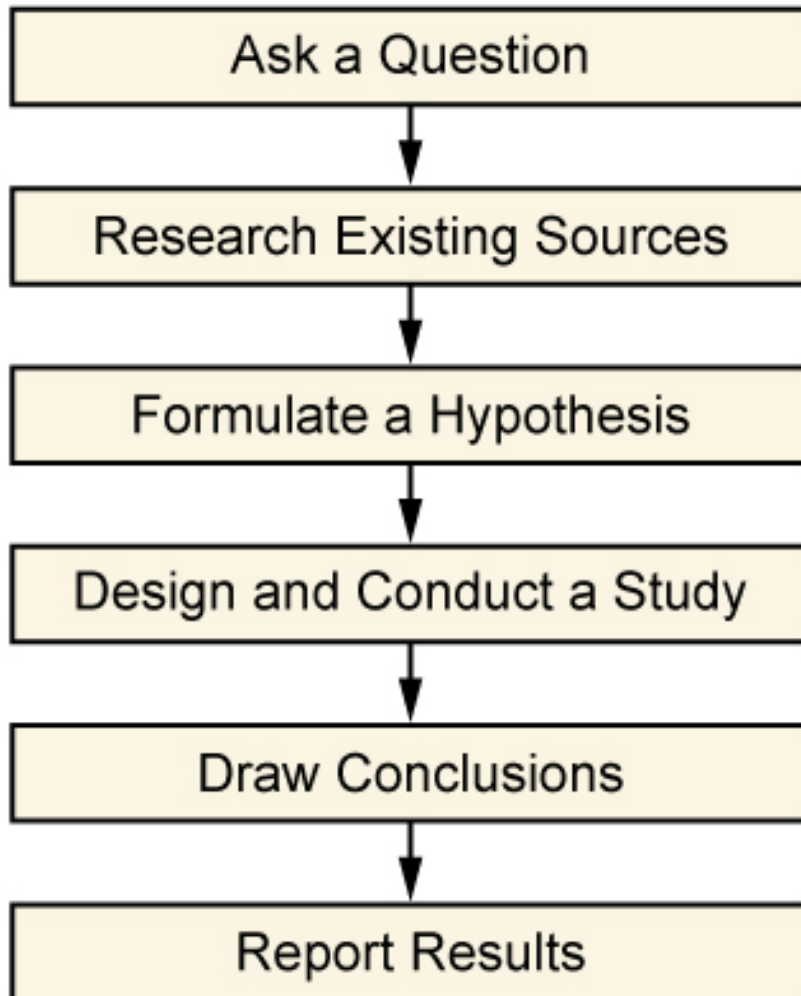 Ask a Question
Research Existing Sources
Formulate a Hypothesis
Design and Conduct a Study
Draw Conclusions
Report Results